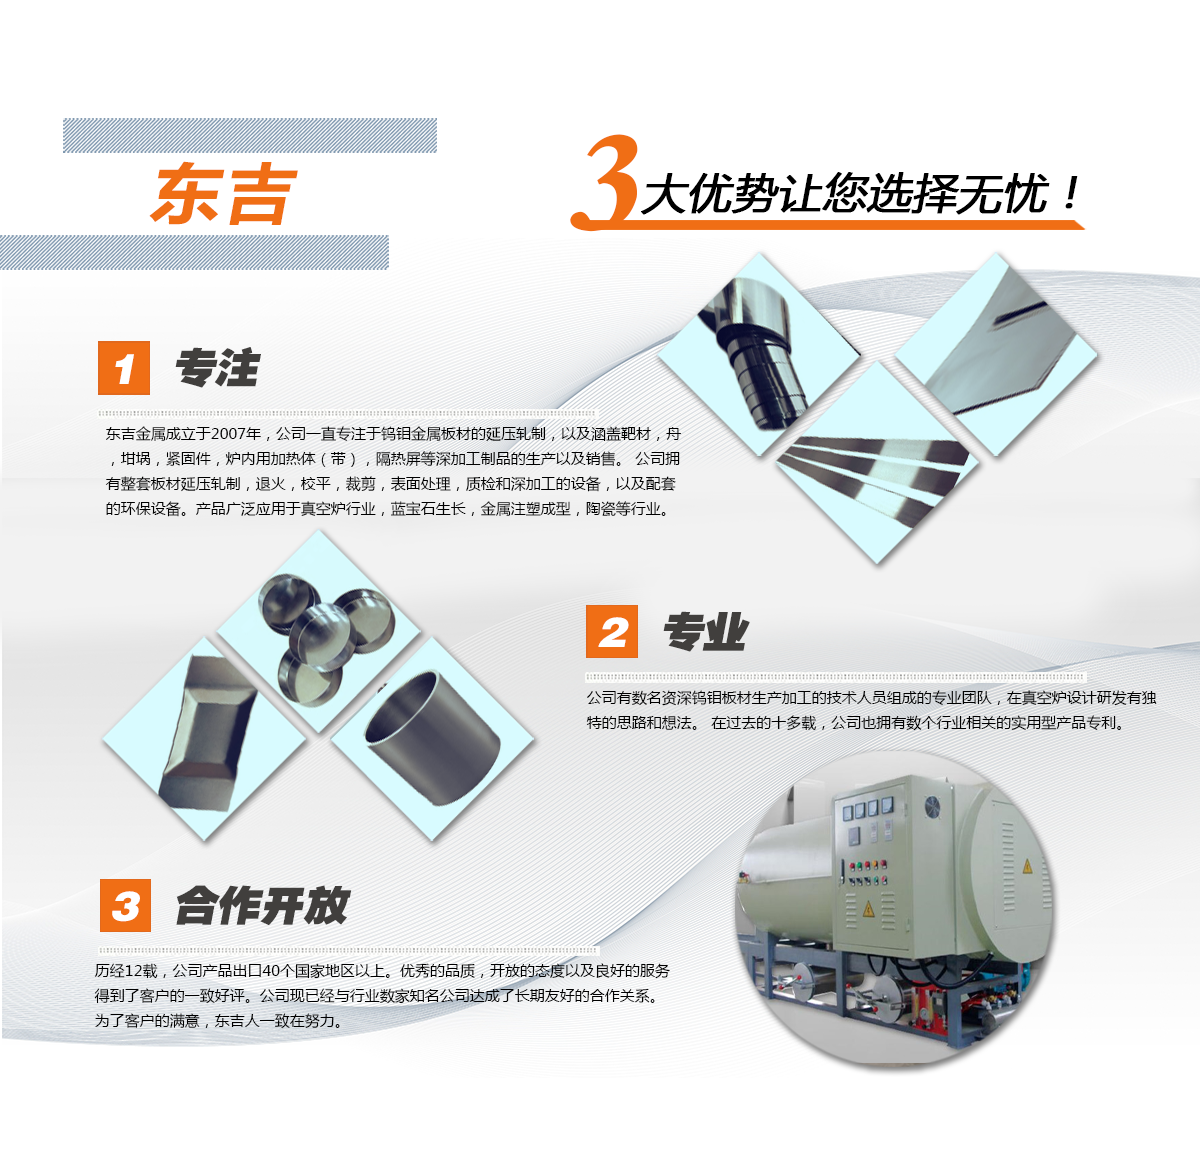 东吉
3大优势让您选择无忧！
1 专注
东吉金属成立于2007年，公司一直专注于钨钼金属板材的延压轧制，以及涵盖靶材，舟
，坩埚，紧固件，炉内用加热体（带），隔热屏等深加工制品的生产以及销售。 公司拥
有整套板材延压轧制，退火，校平，裁剪，表面处理，质检和深加工的设备，以及配套
的环保设备。产品广泛应用于真空炉行业，蓝宝石生长，金属注塑成型，陶瓷等行业。
2 专业
公司有数名资深钨钼板材生产加工的技术人员组成的专业团队，在真空炉设计研发有独
特的思路和想法。 在过去的十多载，公司也拥有数个行业相关的实用型产品专利。
3 合作开放
历经12载，公司产品出口40个国家地区以上。优秀的品质，开放的态度以及良好的服务
得到了客户的一致好评。公司现已经与行业数家知名公司达成了长期友好的合作关系。
为了客户的满意，东吉人一致在努力。